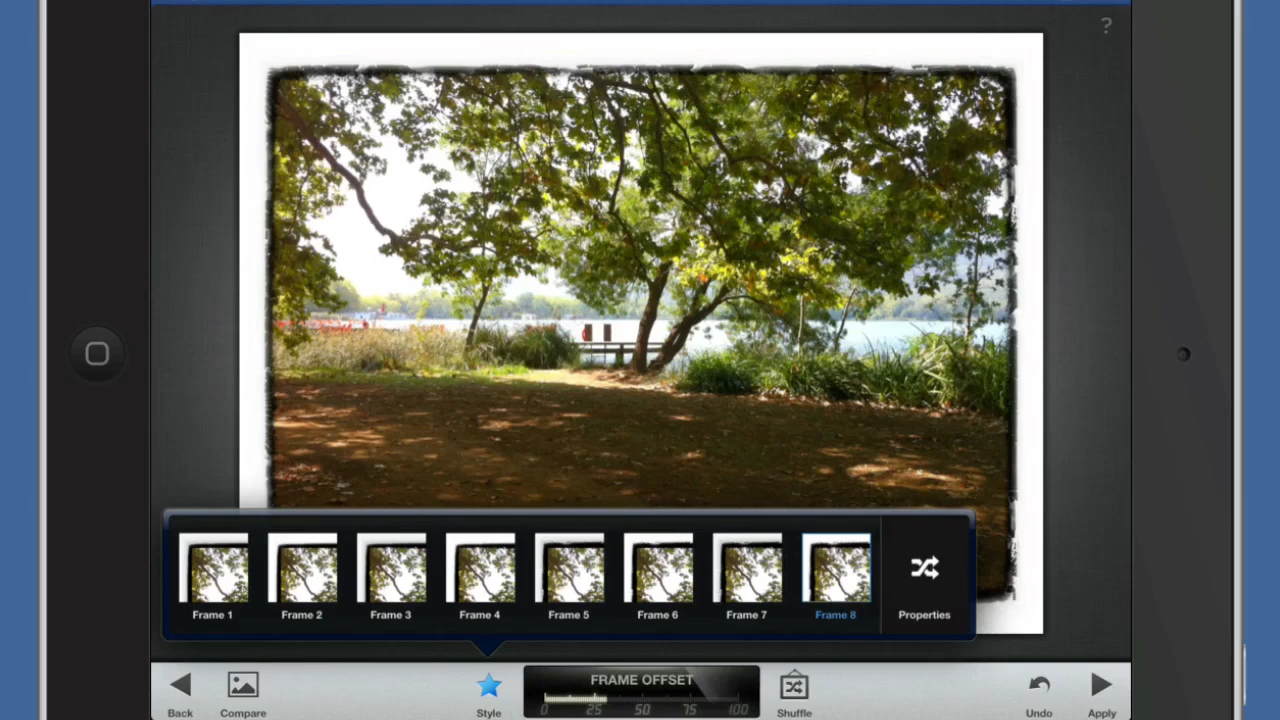 ?
Frame 1 Frame 2 Frame 3 Frame 4 Frame 5 Frame 6 Frame 7 Frame 8 Properties
FRAME OFFSET
0 25 50 75 100
Back Compare Style Shuffle Undo Apply